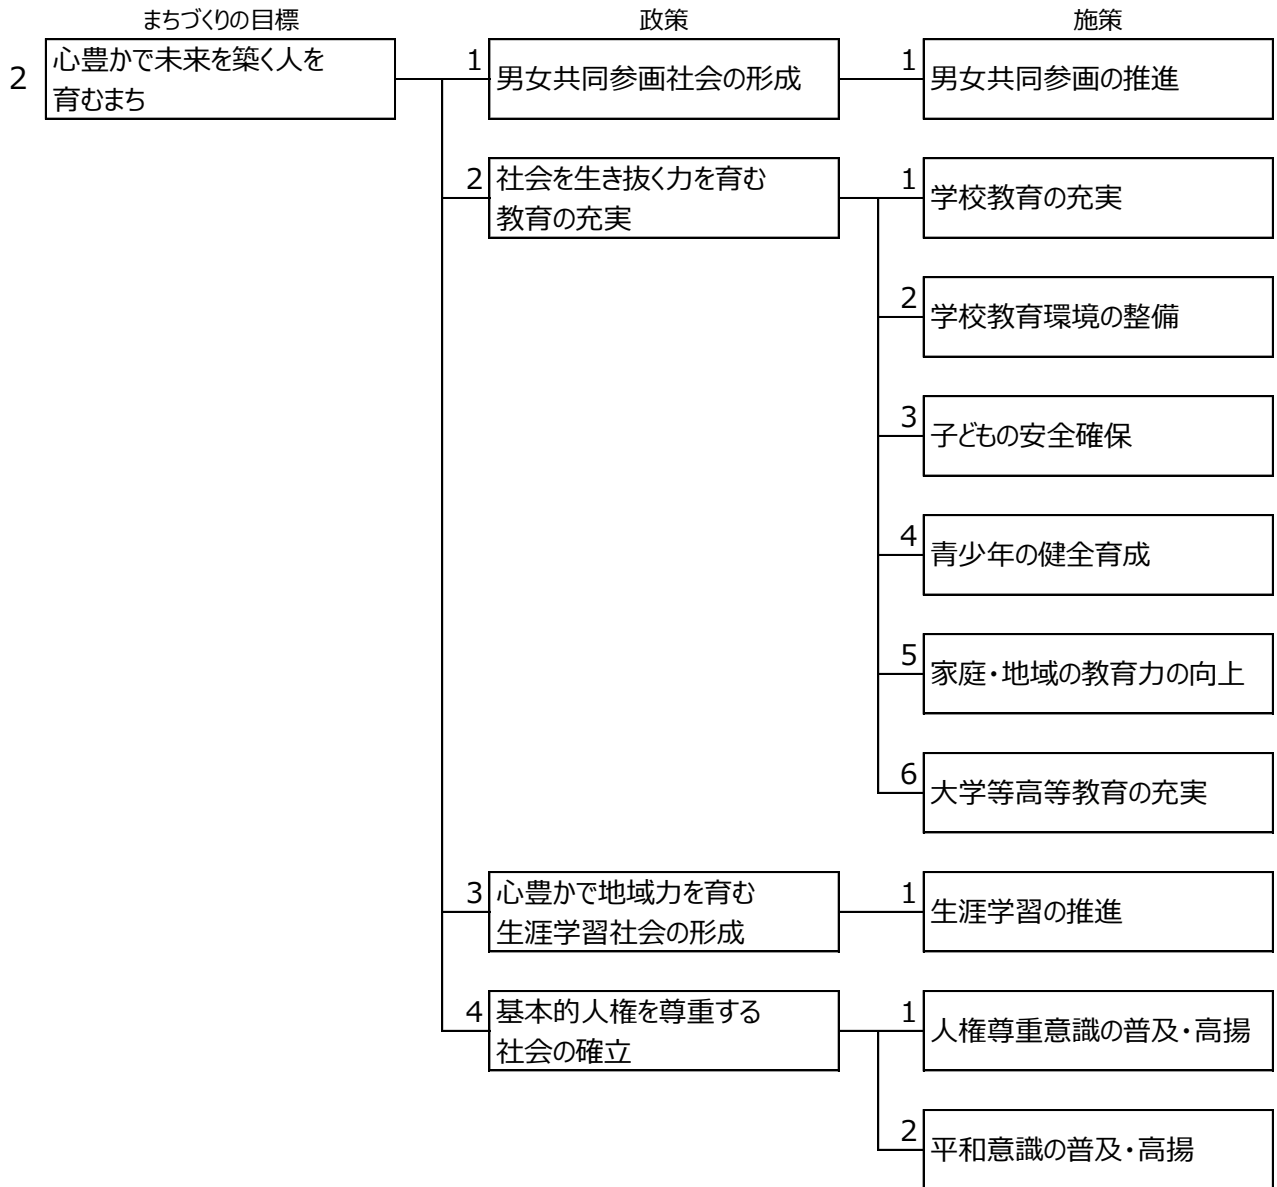 まちづくりの目標
政策
施策
2
心豊かで未来を築く人を
育むまち
1
男女共同参画社会の形成
1
男女共同参画の推進
2
社会を生き抜く力を育む
教育の充実
1
学校教育の充実
2
学校教育環境の整備
3
子どもの安全確保
4
青少年の健全育成
5
家庭・地域の教育力の向上
6
大学等高等教育の充実
3
心豊かで地域力を育む
生涯学習社会の形成
1
生涯学習の推進
4
基本的人権を尊重する
社会の確立
1
人権尊重意識の普及・高揚
2
平和意識の普及・高揚